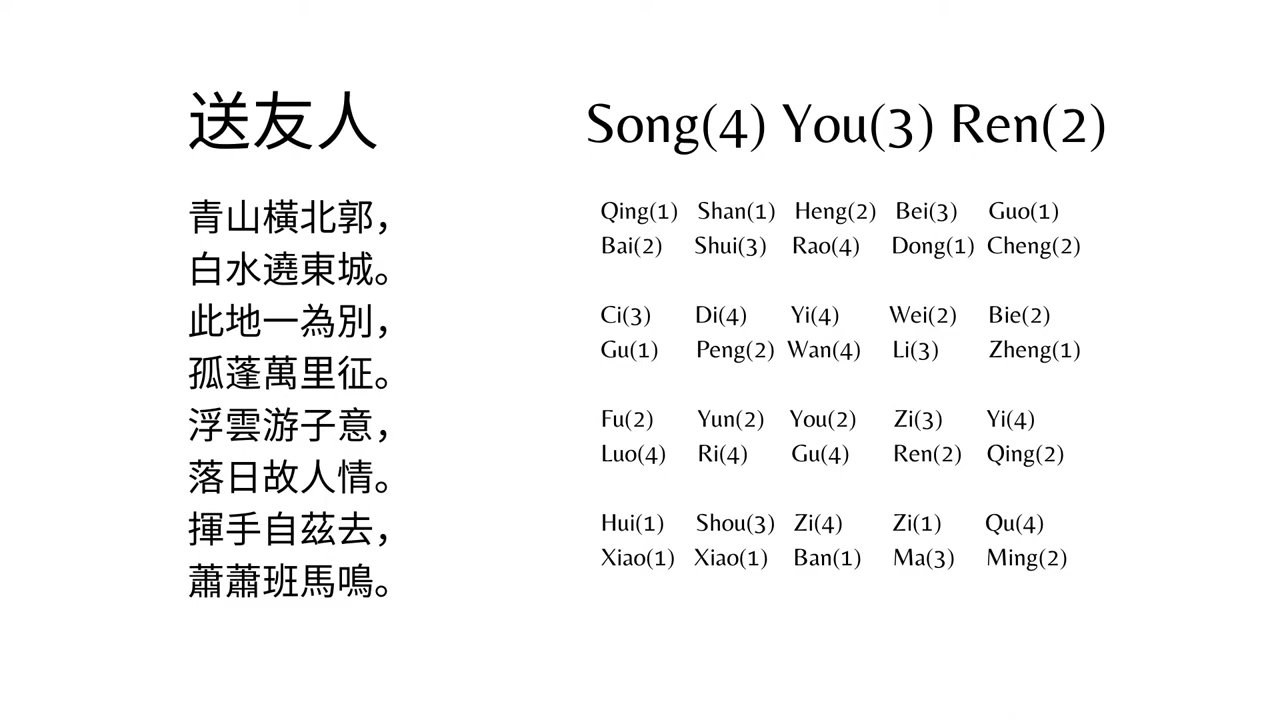 送友人
青山橫北郭，
白水遶東城。
此地一為別，
孤蓬萬里征。
浮雲游子意，
落日故人情。
揮手自茲去，
蕭蕭班馬鳴。
Song(4) You(3) Ren(2)
Qing(1) Shan(1) Heng(2) Bei(3) Guo(1)
Bai(2) Shui(3) Rao(4) Dong(1) Cheng(2)
Ci(3) Di(4) Yi(4) Wei(2) Bie(2)
Gu(1) Peng(2) Wan(4) Li(3) Zheng(1)
Fu(2) Yun(2) You(2) Zi(3) Yi(4)
Luo(4) Ri(4) Gu(4) Ren(2) Qing(2)
Hui(1) Shou(3) Zi(4) Zi(1) Qu(4)
Xiao(1) Xiao(1) Ban(1) Ma(3) Ming(2)